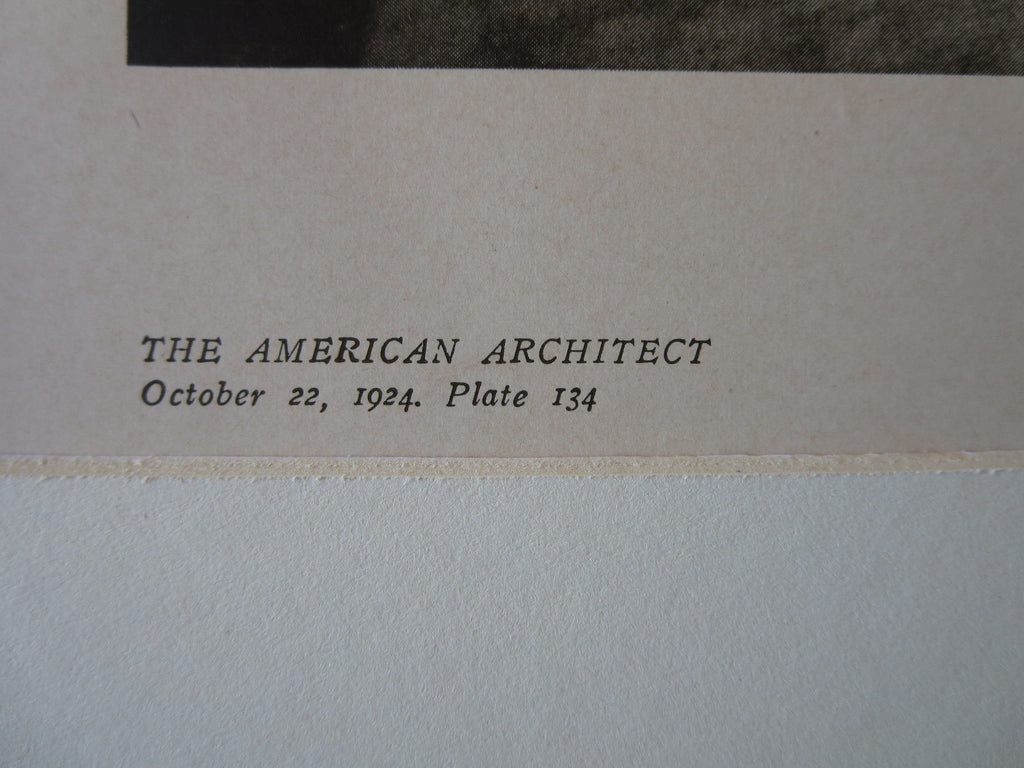 THE AMERICAN ARCHITECT
October 22, 1924. Plate 134